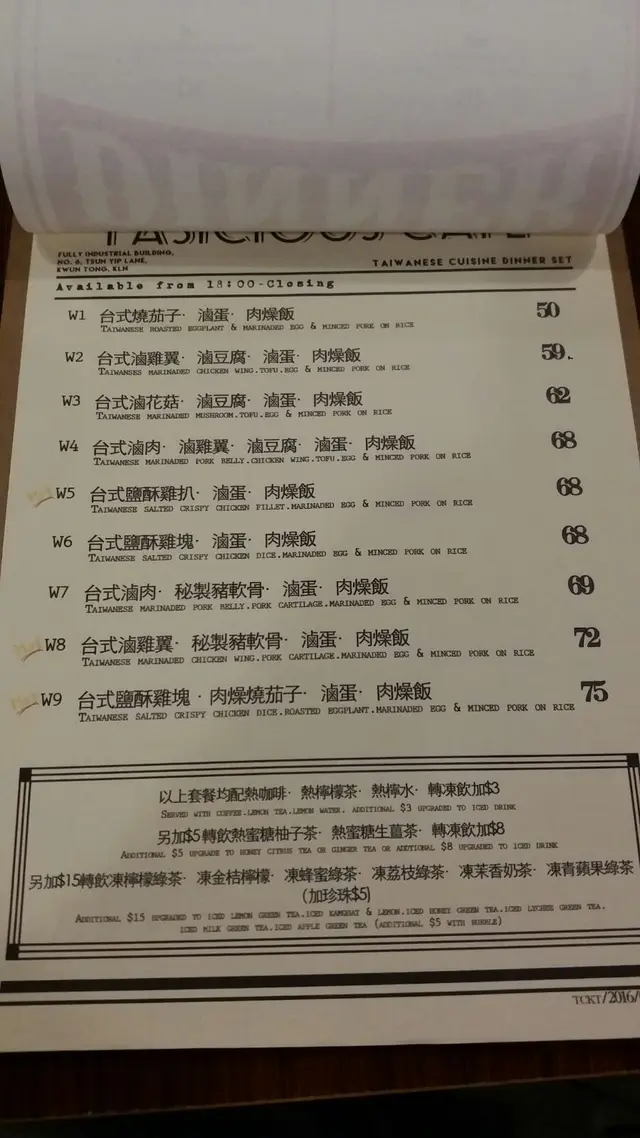 DINNER
TASICIOUS CAFE
FULLY INDUSTRIAL BUILDING,
NO. 6, TSUN YIP LANE,
KWUN TONG, KLN
TAIWANESE CUISINE DINNER SET
Available from 18:00-Closing
W1 台式燒茄子· 滷蛋· 肉燥飯 50
TAIWANESE ROASTED EGGPLANT & MARINADED EGG & MINCED PORK ON RICE
W2 台式滷雞翼· 滷豆腐· 滷蛋· 肉燥飯 59
TAIWANSES MARINADED CHICKEN WING.TOFU.EGG & MINCED PORK ON RICE
W3 台式滷花菇· 滷豆腐· 滷蛋· 肉燥飯 62
TAIWANESE MARINADED MUSHROOM.TOFU.EGG & MINCED PORK ON RICE
W4 台式滷肉· 滷雞翼· 滷豆腐· 滷蛋· 肉燥飯 68
TAIWANESE MARINADED PORK BELLY.CHICKEN WING.TOFU.EGG & MINCED PORK ON RICE
W5 台式鹽酥雞扒· 滷蛋· 肉燥飯 68
TAIWANESE SALTED CRISPY CHICKEN FILLET.MARINADED EGG & MINCED PORK ON RICE
W6 台式鹽酥雞塊· 滷蛋· 肉燥飯 68
TAIWANESE SALTED CRISPY CHICKEN DICE.MARINADED EGG & MINCED PORK ON RICE
W7 台式滷肉· 秘製豬軟骨· 滷蛋· 肉燥飯 69
TAIWANESE MARINADED PORK BELLY.PORK CARTILAGE.MARINADED EGG & MINCED PORK ON RICE
W8 台式滷雞翼· 秘製豬軟骨· 滷蛋· 肉燥飯 72
TAIWANESE MARINADED CHICKEN WING.PORK CARTILAGE.MARINADED EGG & MINCED PORK ON RICE
W9 台式鹽酥雞塊 · 肉燥燒茄子· 滷蛋· 肉燥飯 75
TAIWANESE SALTED CRISPY CHICKEN DICE.ROASTED EGGPLANT.MARINADED EGG & MINCED PORK ON RICE
以上套餐均配熱咖啡· 熱檸檬茶· 熱檸水· 轉凍飲加$3
SERVED WITH COFFEE.LEMON TEA.LEMON WATER. ADDITIONAL $3 UPGRADED TO ICED DRINK
另加$5轉飲熱蜜糖柚子茶· 熱蜜糖生薑茶· 轉凍飲加$8
ADDITIONAL $5 UPGRADE TO HONEY CITRUS TEA OR GINGER TEA OR ADDTIONAL $8 UPGRADED TO ICED DRINK
另加$15轉飲凍檸檬綠茶· 凍金桔檸檬· 凍蜂蜜綠茶· 凍荔枝綠茶· 凍茉香奶茶· 凍青蘋果綠茶
(加珍珠$5)
ADDITIONAL $15 UPGRADED TO ICED LEMON GREEN TEA.ICED KAMQUAT & LEMON.ICED HONEY GREEN TEA.ICED LYCHEE GREEN TEA.
ICED MILK GREEN TEA.ICED APPLE GREEN TEA (ADDITIONAL $5 WITH BUBBLE)
TCKT/2016/